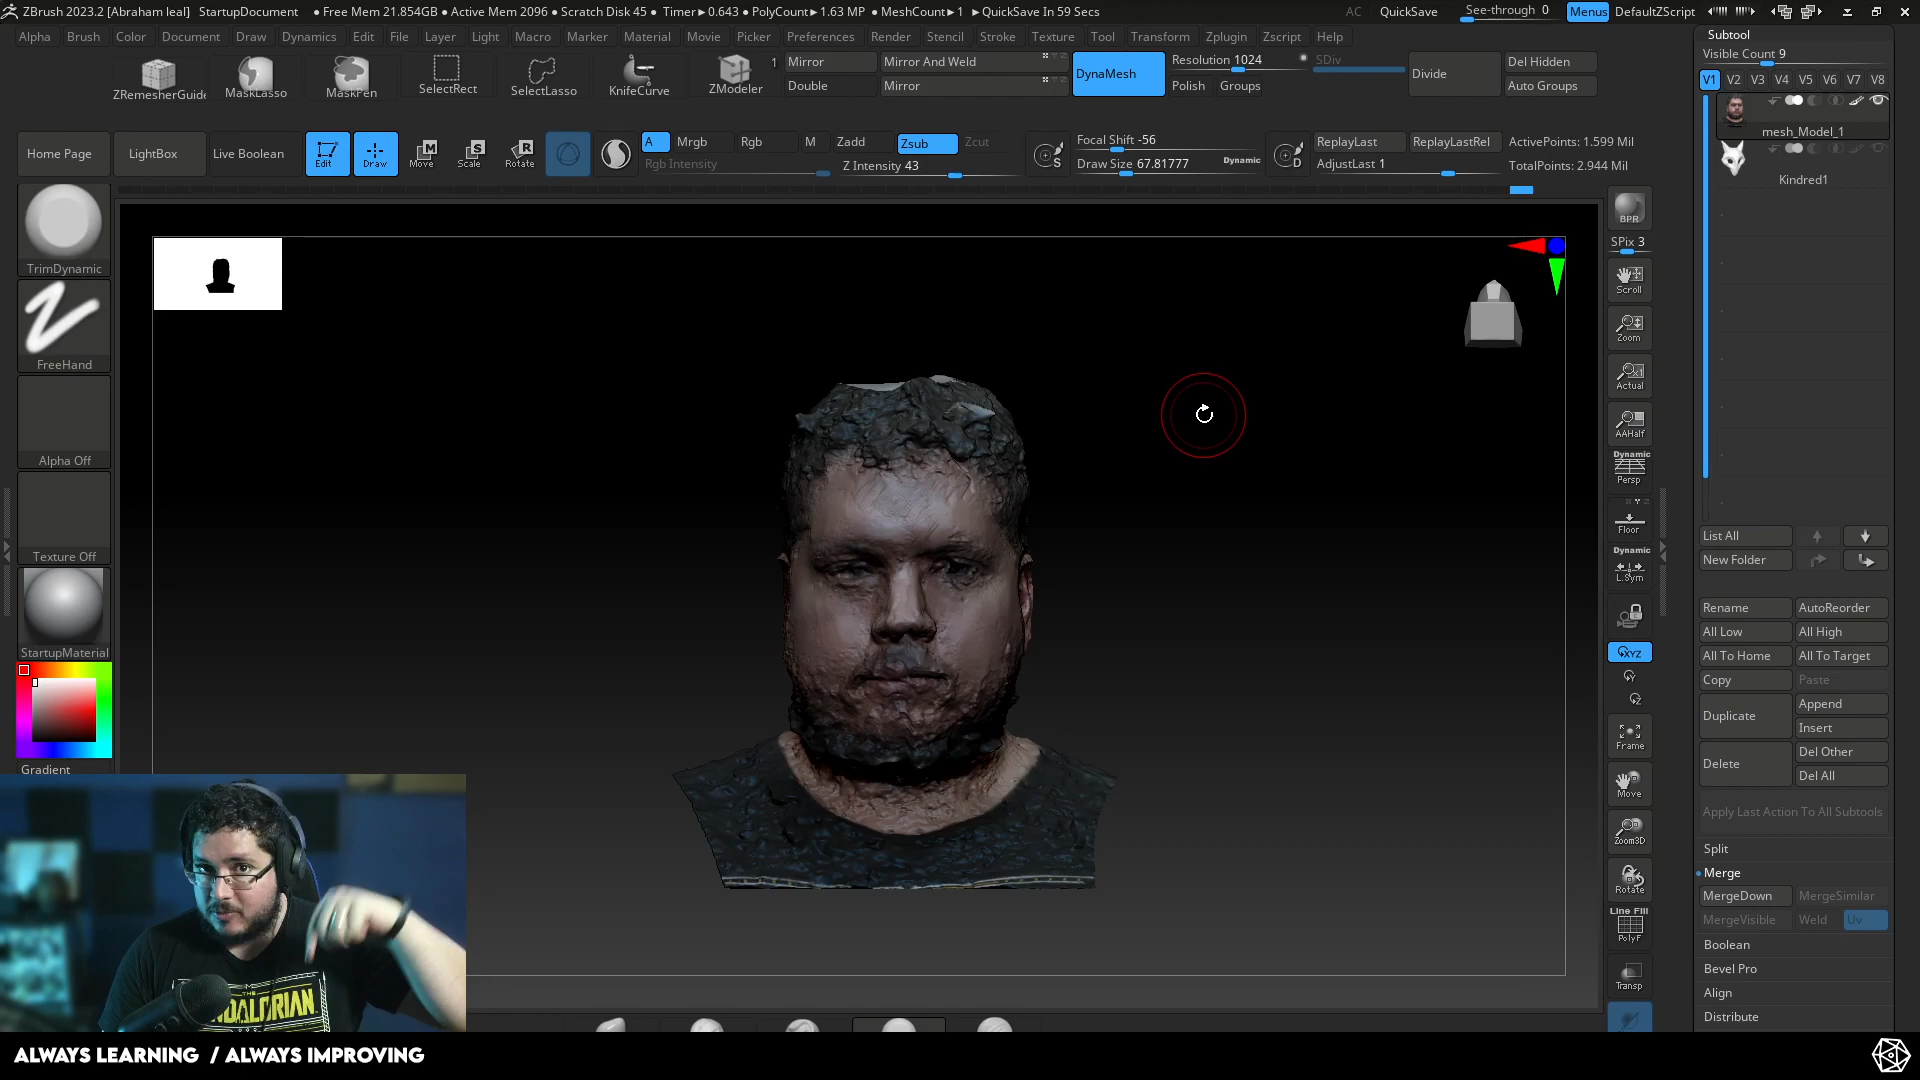 ZBrush 2023.2 [Abraham leal] StartupDocument ● Free Mem 21.854GB ● Active Mem 2096 ● Scratch Disk 45 ● Timer►0.643 ● PolyCount►1.63 MP ● MeshCount►1 ►QuickSave In 59 Secs AC QuickSave See-through 0 Menus DefaultZScript
Alpha Brush Color Document Draw Dynamics Edit File Layer Light Macro Marker Material Movie Picker Preferences Render Stencil Stroke Texture Tool Transform Zplugin Zscript Help
ZRemesherGuide MaskLasso MaskPen SelectRect SelectLasso KnifeCurve ZModeler 1
Mirror Mirror And Weld
Double Mirror
DynaMesh
Resolution 1024 SDiv
Polish Groups
Divide
Del Hidden
Auto Groups
Home Page LightBox Live Boolean Edit Draw Move Scale Rotate
A Mrgb Rgb M Zadd Zsub Zcut
Rgb Intensity Z Intensity 43
S
Focal Shift -56
Draw Size 67.81777 Dynamic
D
ReplayLast ReplayLastRel
AdjustLast 1
ActivePoints: 1.599 Mil
TotalPoints: 2.944 Mil
TrimDynamic
FreeHand
Alpha Off
Texture Off
StartupMaterial
Gradient
BPR
SPix 3
Scroll
Zoom
Actual
AAHalf
Dynamic
Persp
Floor
Dynamic
L.Sym
XYZ
Y
Z
Frame
Move
Zoom3D
Rotate
Line Fill
PolyF
Transp
Subtool
Visible Count 9
V1 V2 V3 V4 V5 V6 V7 V8
mesh_Model_1
Kindred1
List All
New Folder
Rename AutoReorder
All Low All High
All To Home All To Target
Copy Paste
Duplicate Append
Insert
Delete Del Other
Del All
Apply Last Action To All Subtools
Split
Merge
MergeDown MergeSimilar
MergeVisible Weld Uv
Boolean
Bevel Pro
Align
Distribute
THE
MANDALORIAN
ALWAYS LEARNING / ALWAYS IMPROVING